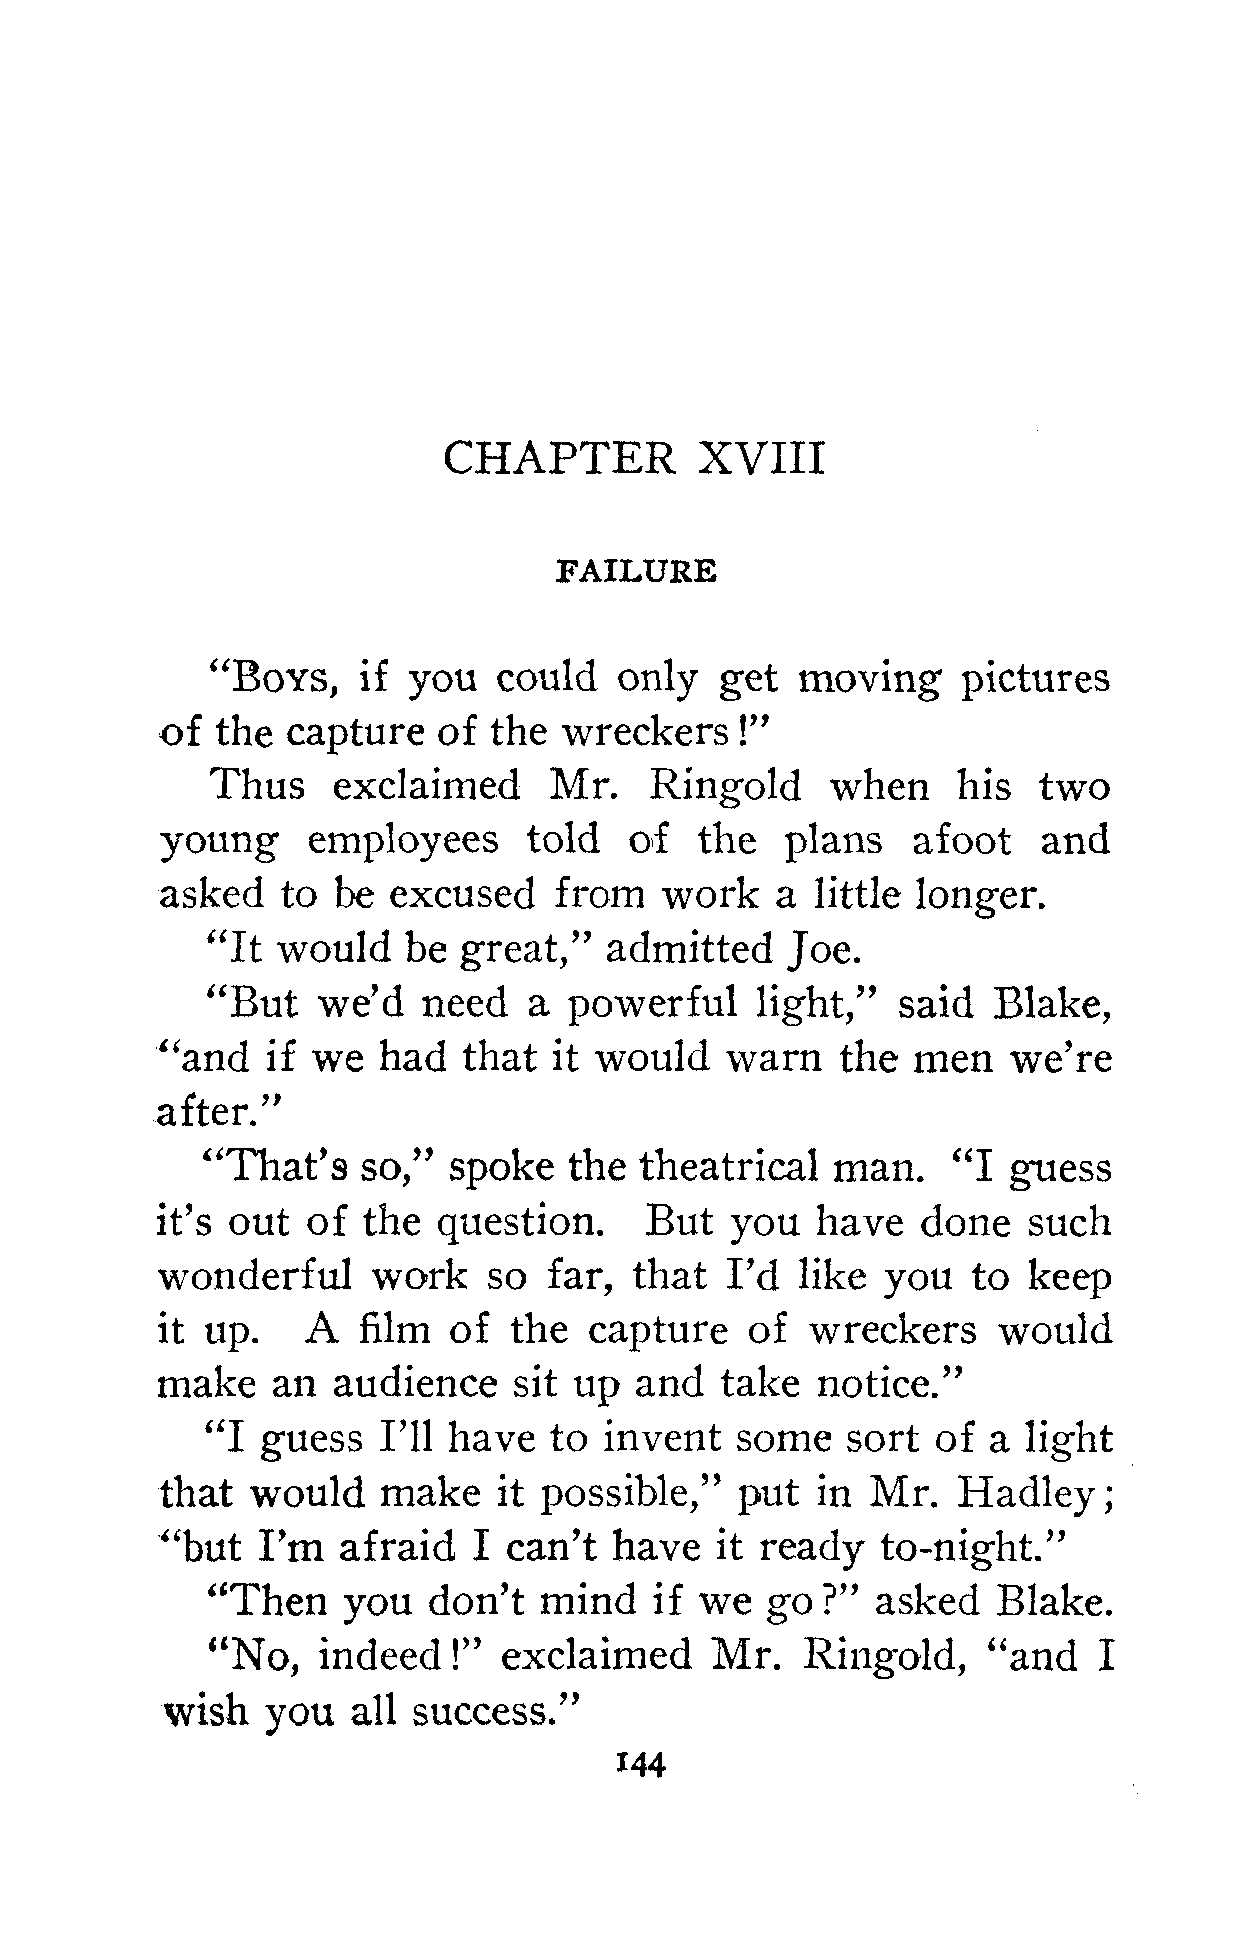 CHAPTER XVIII
FAILURE
"Boys, if you could only get moving pictures
of the capture of the wreckers!"
Thus exclaimed Mr. Ringold when his two
young employees told of the plans afoot and
asked to be excused from work a little longer.
"It would be great," admitted Joe.
"But we'd need a powerful light," said Blake,
"and if we had that it would warn the men we're
after."
"That's so," spoke the theatrical man. "I guess
it's out of the question. But you have done such
wonderful work so far, that I'd like you to keep
it up. A film of the capture of wreckers would
make an audience sit up and take notice."
"I guess I'll have to invent some sort of a light
that would make it possible," put in Mr. Hadley;
"but I'm afraid I can't have it ready to-night."
"Then you don't mind if we go?" asked Blake.
"No, indeed!" exclaimed Mr. Ringold, "and I
wish you all success."
144